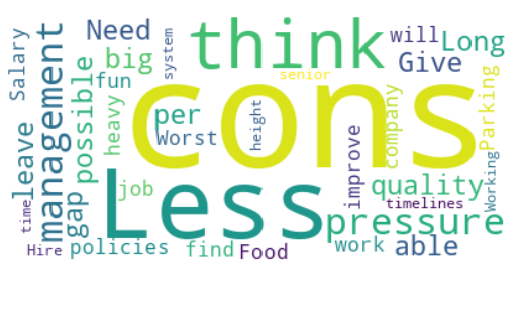 Need
think
will
Long
Salary
management
big
system
Give
fun
senior
possible
cons
Parking
heavy
per
height
company
Worst
leave
gap
job
Less
improve
quality
Working
time
timelines
pressure
Hire
policies
find
Food
work
able